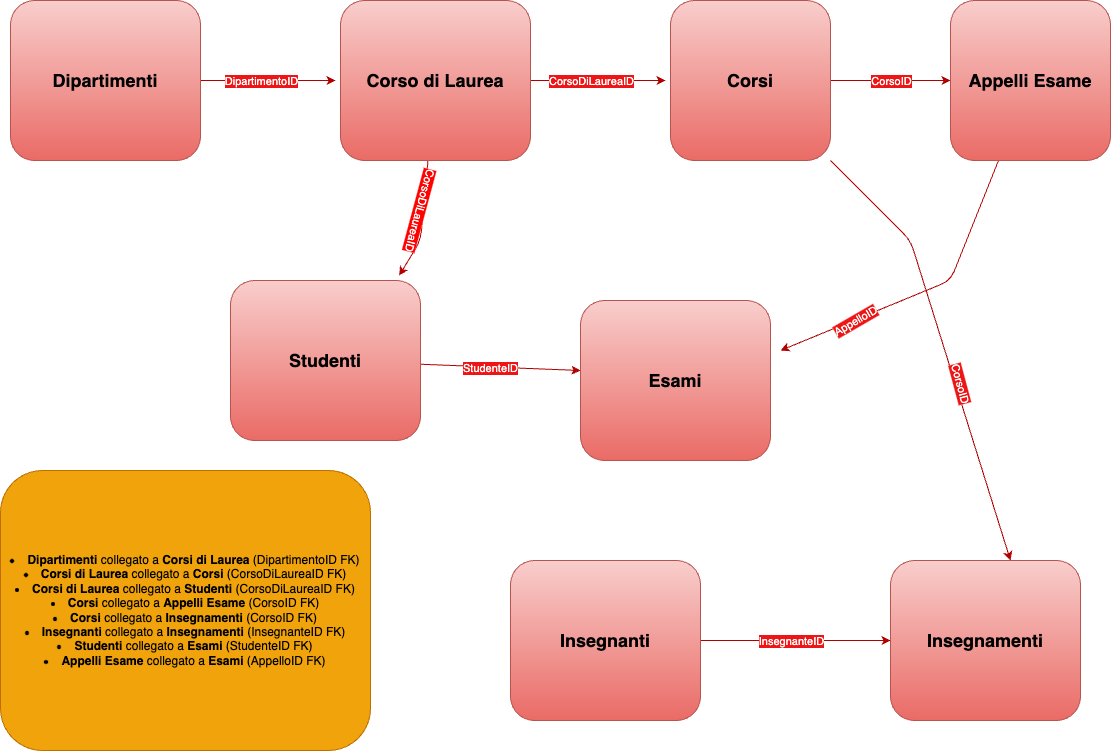 Dipartimenti
DipartimentoID
Corso di Laurea
CorsoDiLaureaID
Corsi
CorsoID
Appelli Esame
CorsoDiLaureaID
Studenti
StudenteID
Esami
AppelloID
CorsoID
Insegnanti
InsegnanteID
Insegnamenti
• Dipartimenti collegato a Corsi di Laurea (DipartimentoID FK)
• Corsi di Laurea collegato a Corsi (CorsoDiLaureaID FK)
• Corsi di Laurea collegato a Studenti (CorsoDiLaureaID FK)
• Corsi collegato a Appelli Esame (CorsoID FK)
• Corsi collegato a Insegnamenti (CorsoID FK)
• Insegnanti collegato a Insegnamenti (InsegnanteID FK)
• Studenti collegato a Esami (StudenteID FK)
• Appelli Esame collegato a Esami (AppelloID FK)